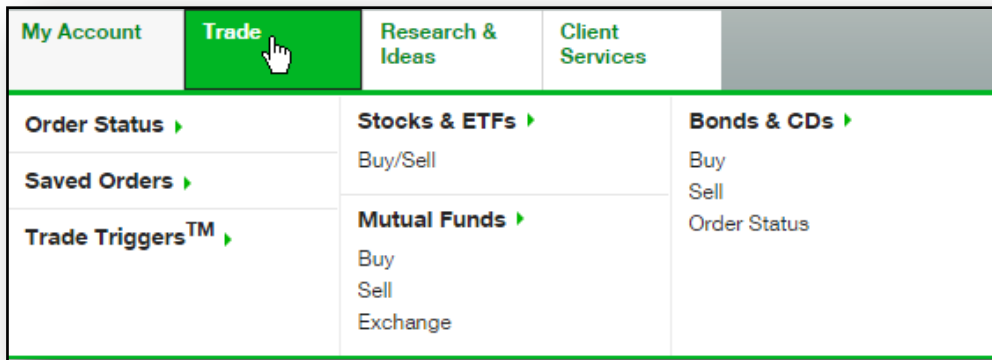 My Account
Trade
Research &
Ideas
Client
Services
Order Status
Saved Orders
Trade Triggers™
Stocks & ETFs
Buy/Sell
Mutual Funds
Buy
Sell
Exchange
Bonds & CDs
Buy
Sell
Order Status